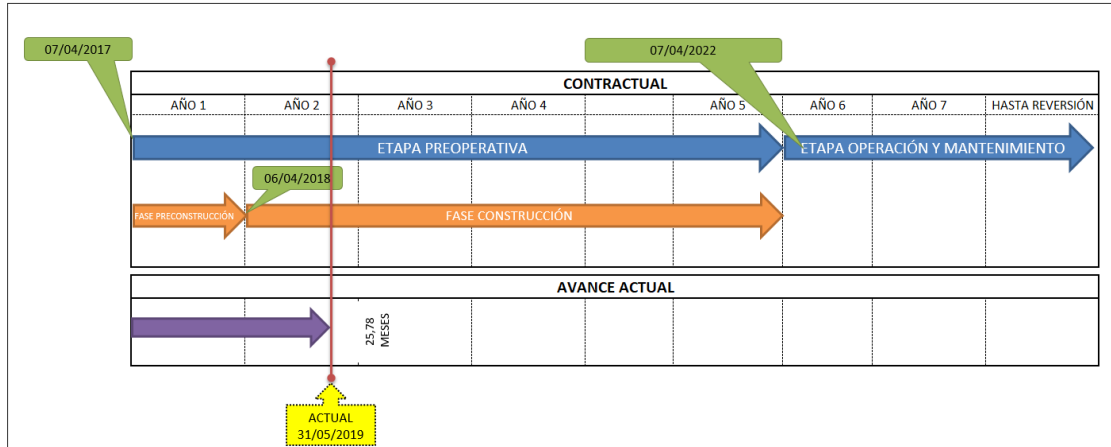 07/04/2017
07/04/2022
CONTRACTUAL
AÑO 1
AÑO 2
AÑO 3
AÑO 4
AÑO 5
AÑO 6
AÑO 7
HASTA REVERSIÓN
ETAPA PREOPERATIVA
ETAPA OPERACIÓN Y MANTENIMIENTO
06/04/2018
FASE PRECONSTRUCCIÓN
FASE CONSTRUCCIÓN
AVANCE ACTUAL
25,78
MESES
ACTUAL
31/05/2019